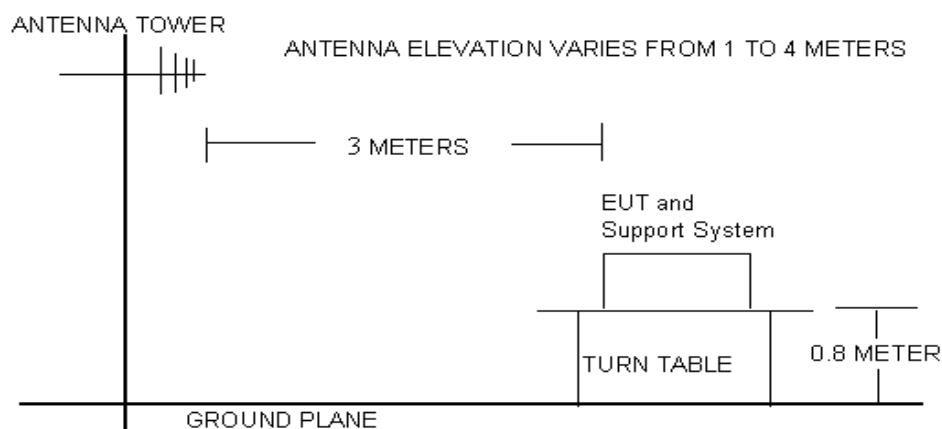 ANTENNA TOWER
ANTENNA ELEVATION VARIES FROM 1 TO 4 METERS
3 METERS
EUT and
Support System
TURN TABLE
0.8 METER
GROUND PLANE